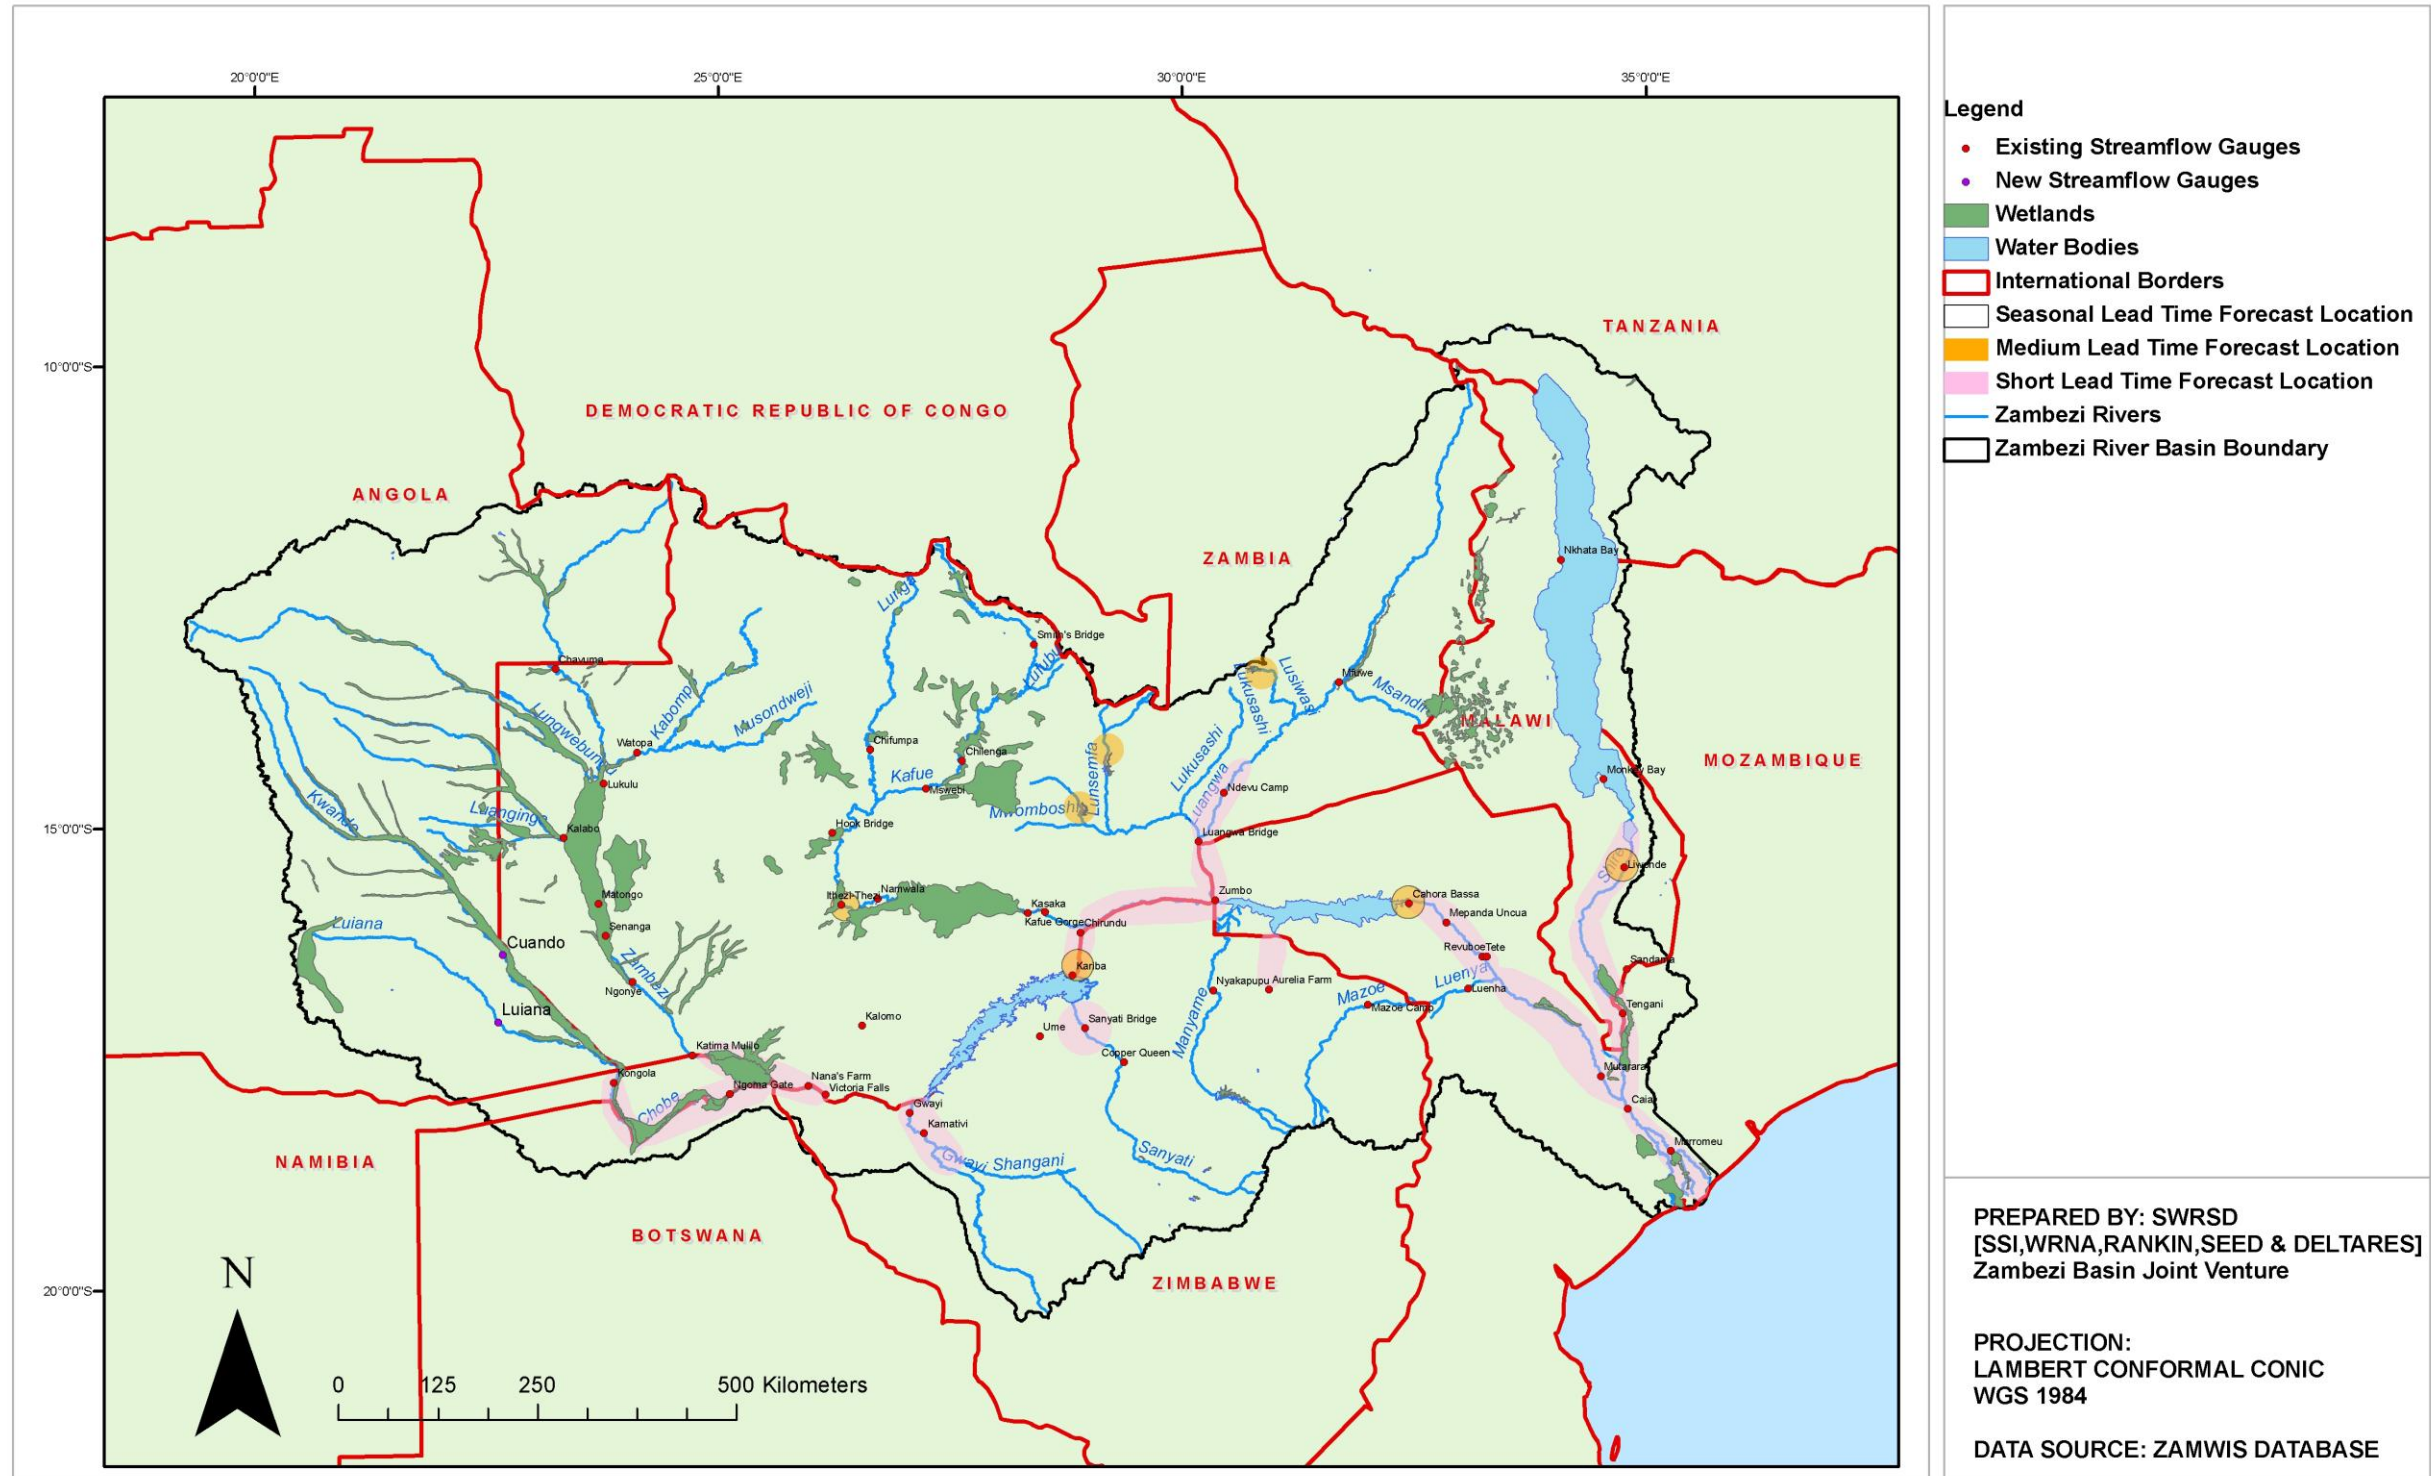 20°0'0"E
25°0'0"E
30°0'0"E
35°0'0"E
10°0'0"S
15°0'0"S
20°0'0"S
TANZANIA
DEMOCRATIC REPUBLIC OF CONGO
ANGOLA
ZAMBIA
Nkhata Bay
Lunga
Smith's Bridge
Lufubu
Chavuma
Lukusashi
Lusiwasi
Mfuwe
Msandir
MALAWI
MOZAMBIQUE
Lungwebungu
Kabompo
Musondweji
Watopa
Chifumpa
Chilenga
Lunsemfa
Lukusashi
Luangwa
Monkey Bay
Lukulu
Kafue
Mswebi
Ndevu Camp
Kwando
Luanginga
Mwomboshi
Kalabo
Hook Bridge
Luangwa Bridge
Shire
Liwonde
Matongo
Ithezi-Thezi
Namwala
Kasaka
Zumbo
Cahora Bassa
Luiana
Senanga
Kafue Gorge
Chirundu
Mepanda Uncua
Cuando
Zambezi
Revuboe
Tete
Kariba
Sandama
Ngonye
Nyakapupu
Aurelia Farm
Luenya
Luenha
Luiana
Mazoe
Mazoe Camp
Tengani
Kalomo
Ume
Sanyati Bridge
Manyame
Katima Mulilo
Copper Queen
Kongola
Ngoma Gate
Nana's Farm
Victoria Falls
Mutarara
Chobe
Gwayi
Caia
Kamativi
Marromeu
NAMIBIA
Gwayi Shangani
Sanyati
BOTSWANA
ZIMBABWE
N
0 125 250 500 Kilometers
Legend
Existing Streamflow Gauges
New Streamflow Gauges
Wetlands
Water Bodies
International Borders
Seasonal Lead Time Forecast Location
Medium Lead Time Forecast Location
Short Lead Time Forecast Location
Zambezi Rivers
Zambezi River Basin Boundary
PREPARED BY: SWRSD
[SSI,WRNA,RANKIN,SEED & DELTARES]
Zambezi Basin Joint Venture
PROJECTION:
LAMBERT CONFORMAL CONIC
WGS 1984
DATA SOURCE: ZAMWIS DATABASE